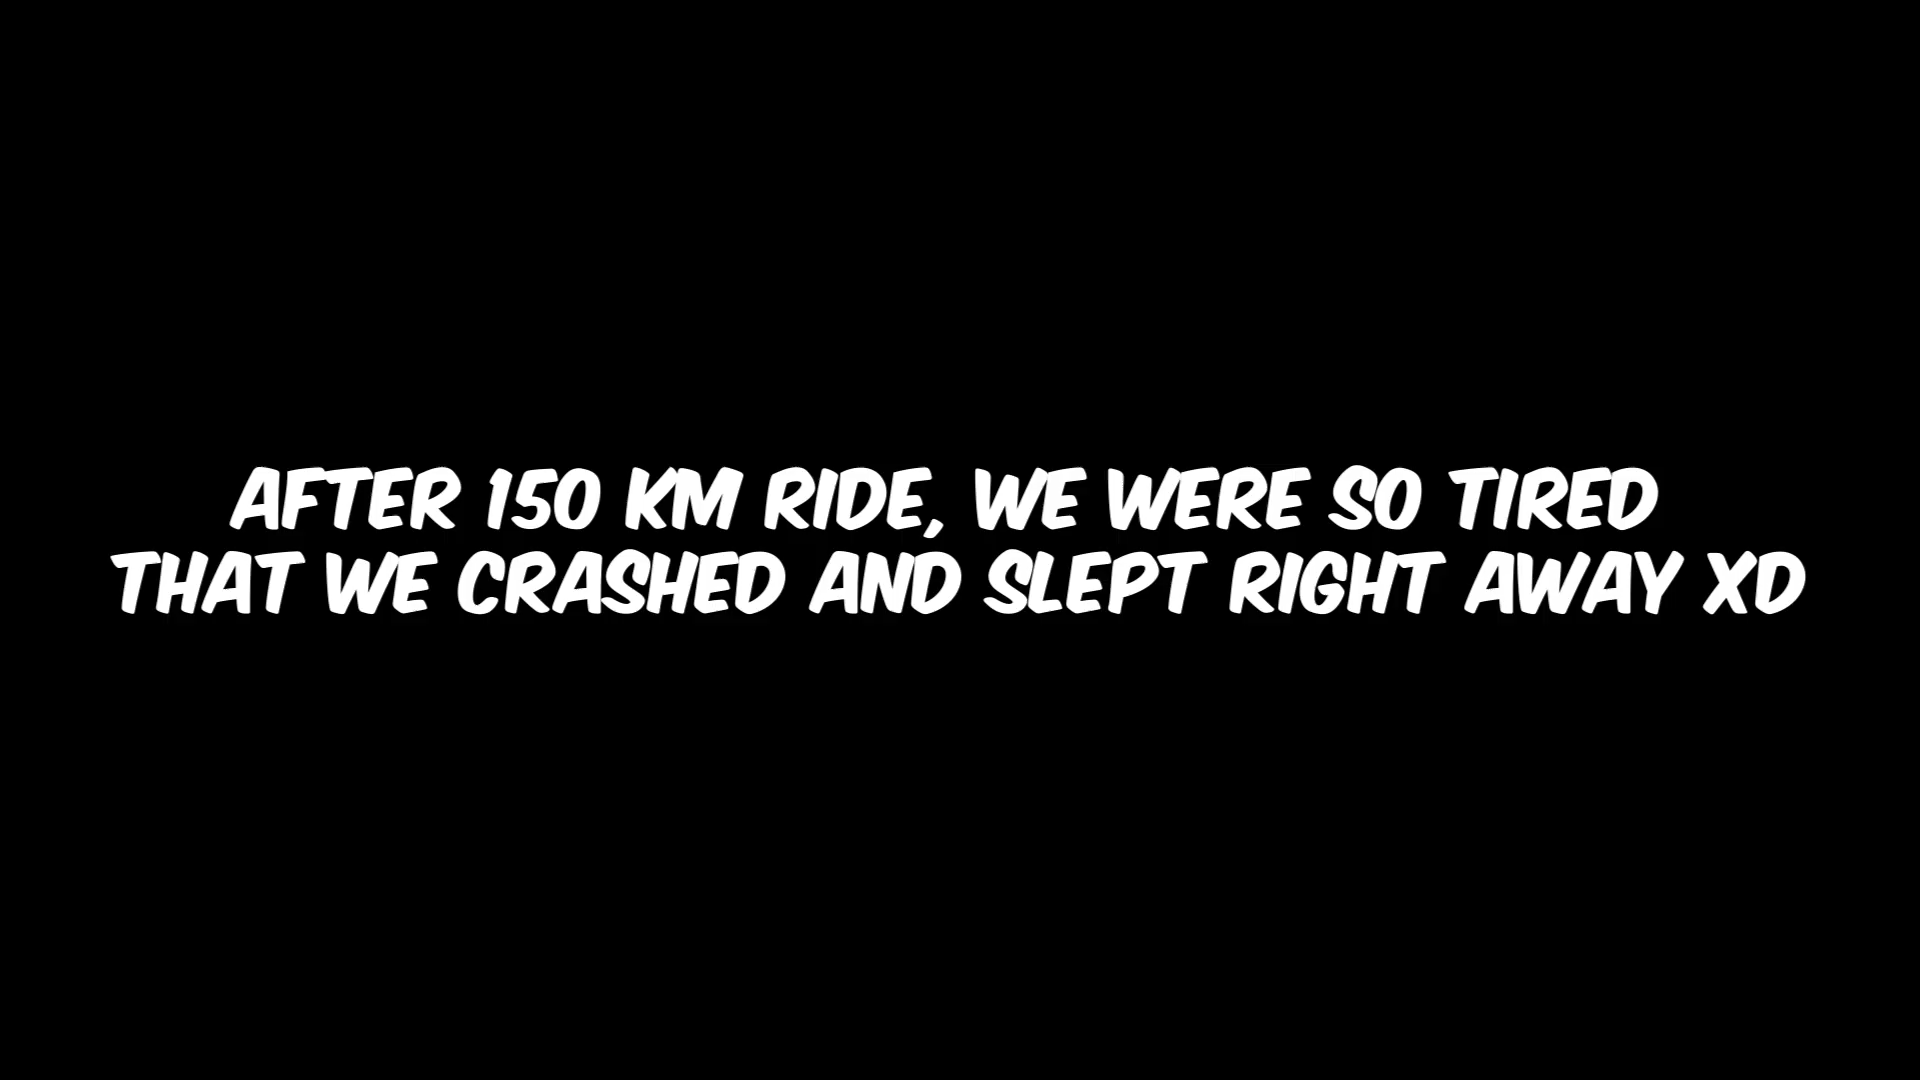 AFTER 150 KM RIDE, WE WERE SO TIRED
THAT WE CRASHED AND SLEPT RIGHT AWAY XD